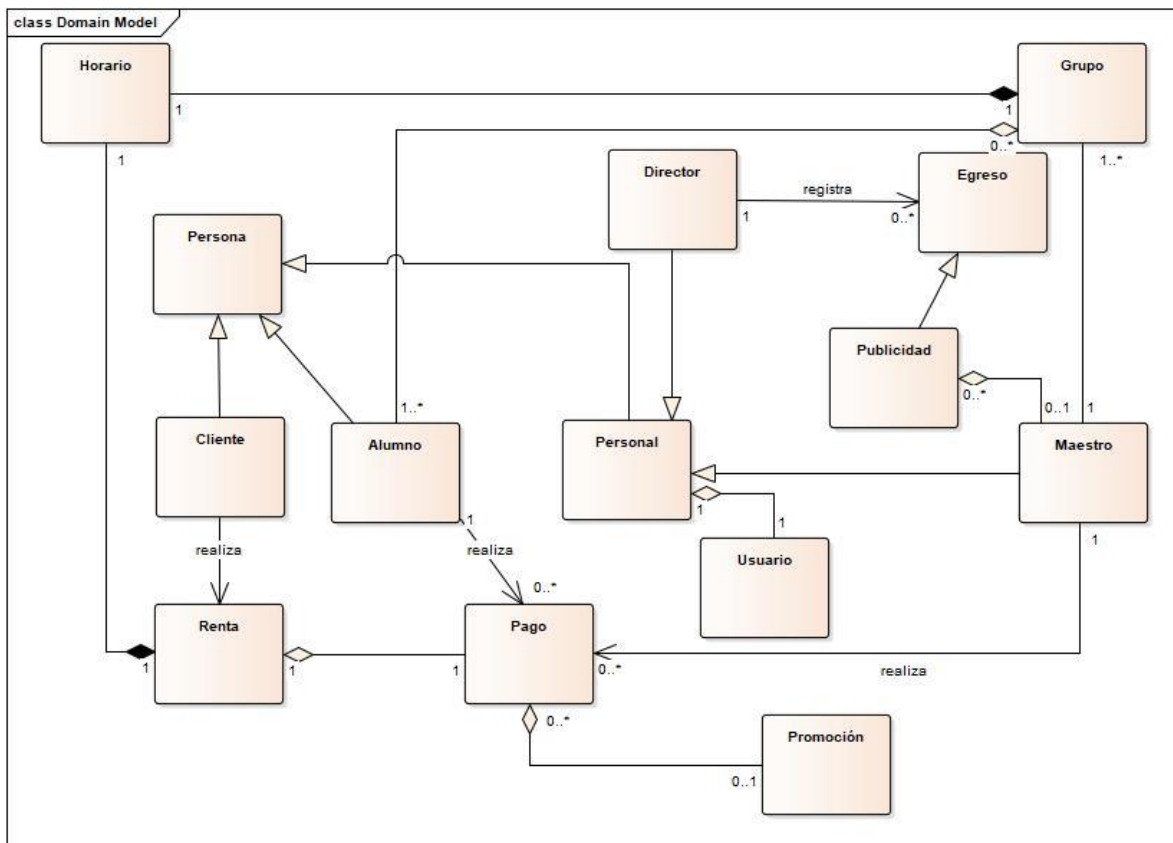 class Domain Model
Horario
Grupo
1
1
1
0..*
1..*
Director
Egreso
registra
1
0..*
Persona
Publicidad
0..*
0..1
1
1..*
Cliente
Alumno
Personal
Maestro
1
1
1
1
realiza
realiza
Usuario
0..*
Renta
Pago
1
1
1
0..*
realiza
0..*
Promoción
0..1